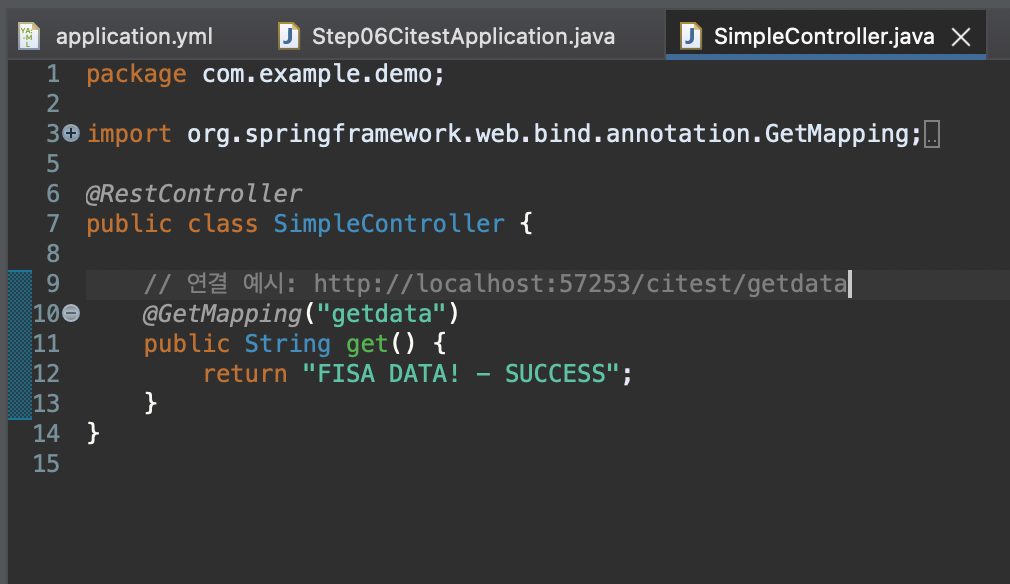 application.yml Step06CitestApplication.java SimpleController.java
1 package com.example.demo;
2
3 import org.springframework.web.bind.annotation.GetMapping;
5
6 @RestController
7 public class SimpleController {
8
9 // 연결 예시: http://localhost:57253/citest/getdata
10 @GetMapping("getdata")
11 public String get() {
12 return "FISA DATA! - SUCCESS";
13 }
14 }
15